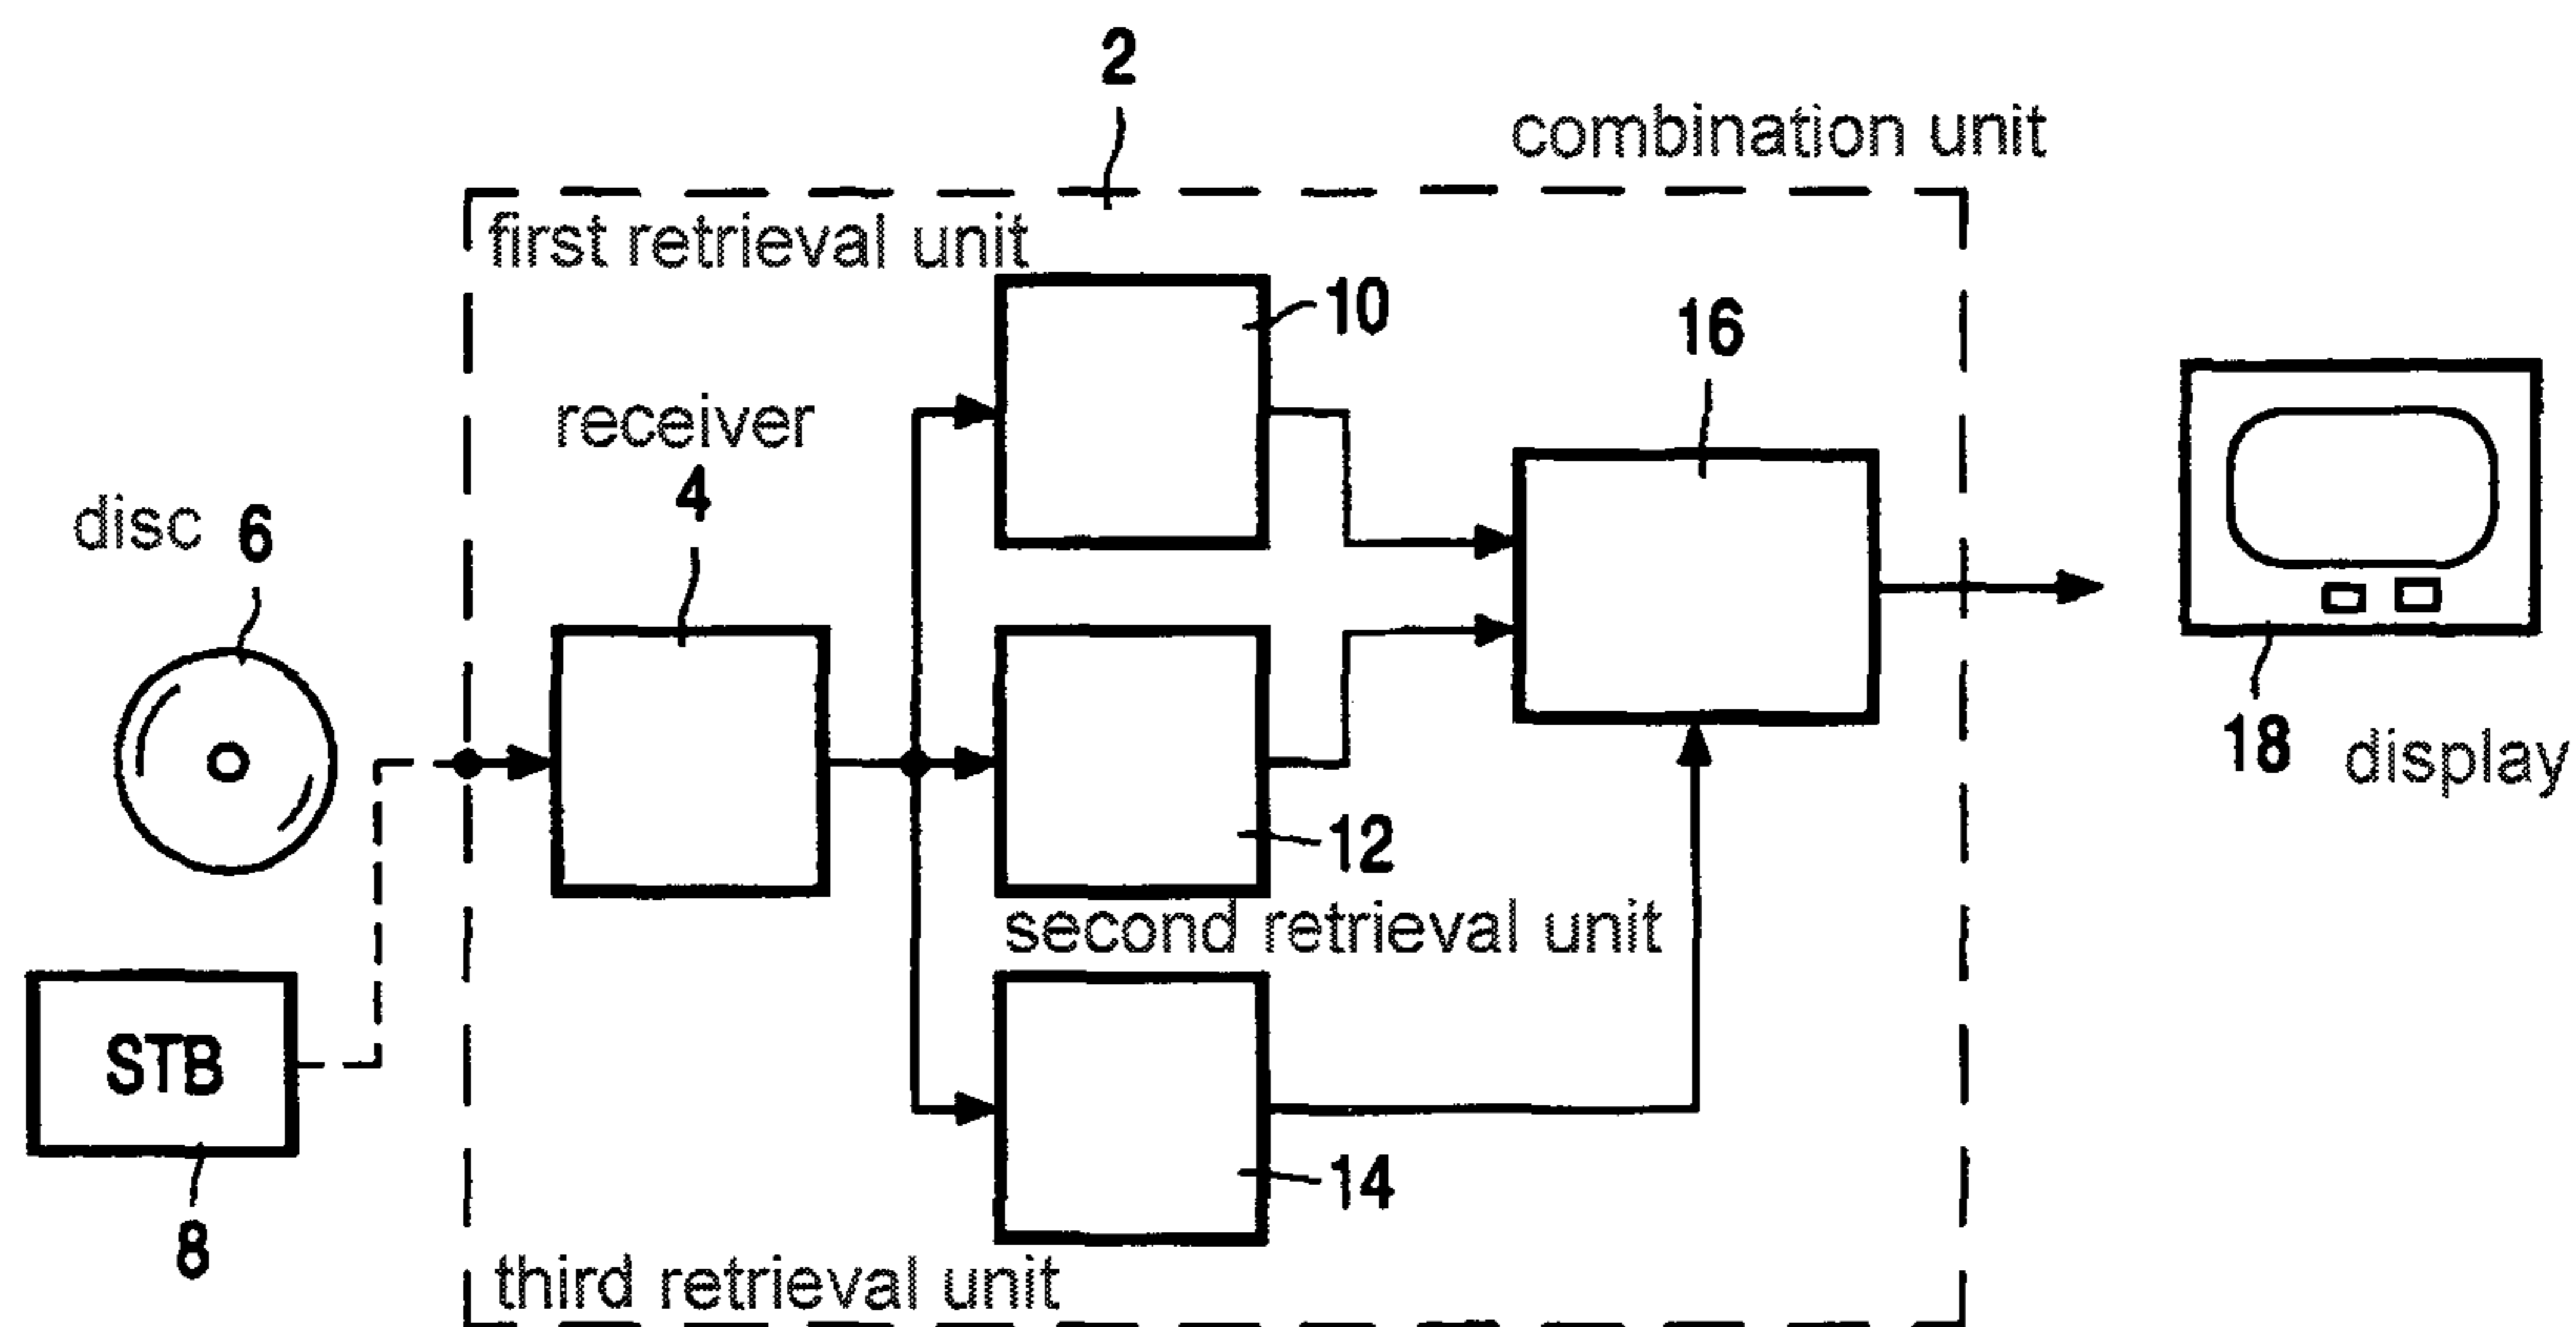 2
combination unit
first retrieval unit
10
16
receiver
4
disc 6
18 display
12
second retrieval unit
STB
14
8
third retrieval unit